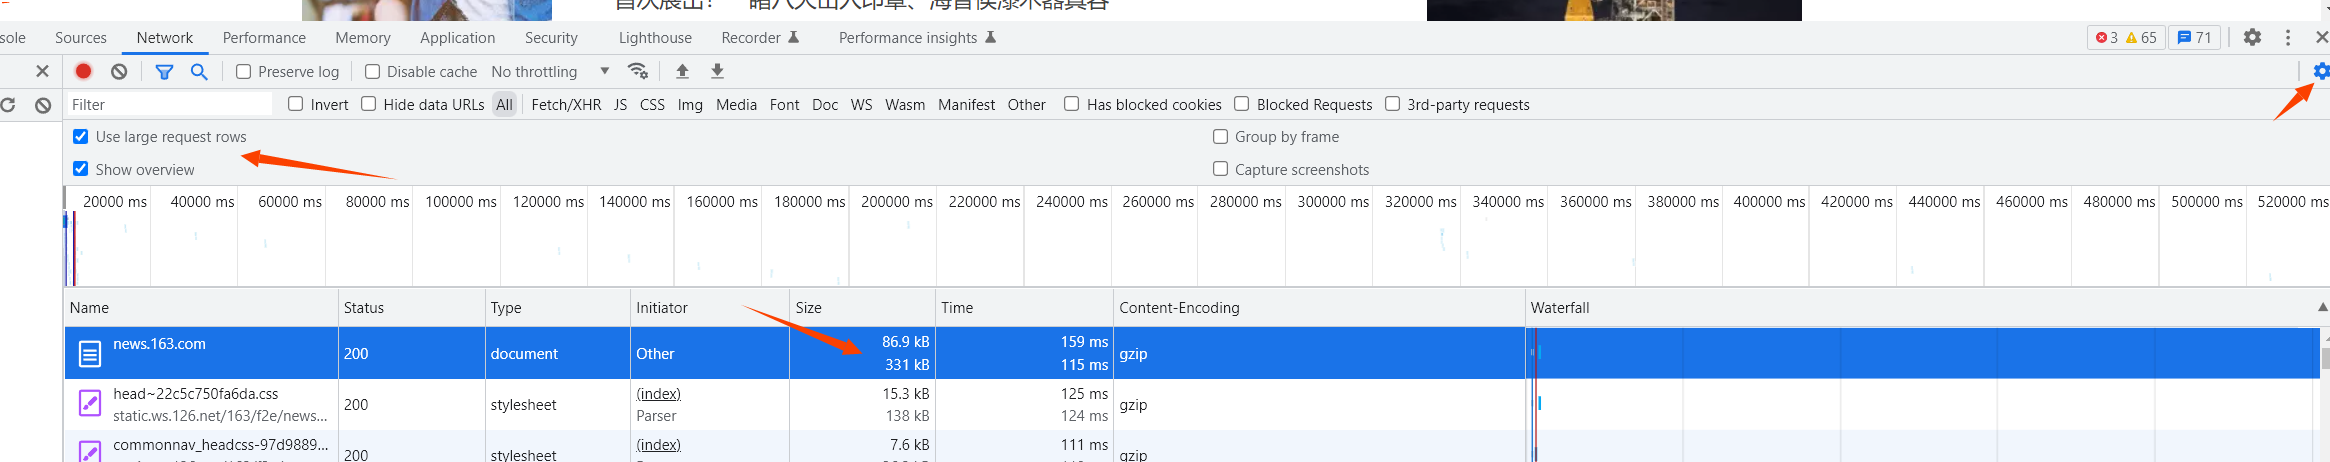 首次展出！
sole Sources Network Performance Memory Application Security Lighthouse Recorder Performance insights 3 65 71
Preserve log Disable cache No throttling
Filter Invert Hide data URLs All Fetch/XHR JS CSS Img Media Font Doc WS Wasm Manifest Other Has blocked cookies Blocked Requests 3rd-party requests
Use large request rows Group by frame
Show overview Capture screenshots
20000 ms 40000 ms 60000 ms 80000 ms 100000 ms 120000 ms 140000 ms 160000 ms 180000 ms 200000 ms 220000 ms 240000 ms 260000 ms 280000 ms 300000 ms 320000 ms 340000 ms 360000 ms 380000 ms 400000 ms 420000 ms 440000 ms 460000 ms 480000 ms 500000 ms 520000 ms
Name Status Type Initiator Size Time Content-Encoding Waterfall
news.163.com 200 document Other 86.9 kB 159 ms gzip
331 kB 115 ms
head~22c5c750fa6da.css 200 stylesheet (index) 15.3 kB 125 ms gzip
static.ws.126.net/163/f2e/news... Parser 138 kB 124 ms
commonnav_headcss-97d9889... 200 stylesheet (index) 7.6 kB 111 ms gzip